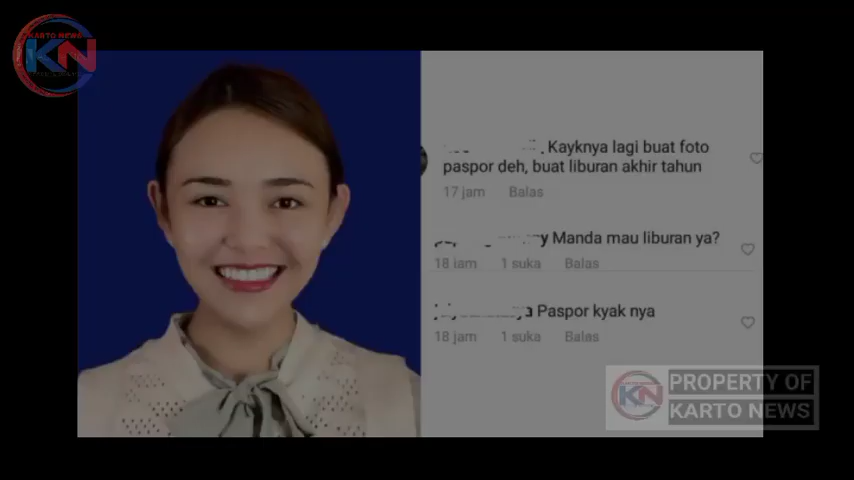 KARTO NEWS
KN
Kayknya lagi buat foto
paspor deh, buat liburan akhir tahun
17 jam Balas
Manda mau liburan ya?
18 jam 1 suka Balas
Paspor kyak nya
18 jam 1 suka Balas
KN
PROPERTY OF
KARTO NEWS